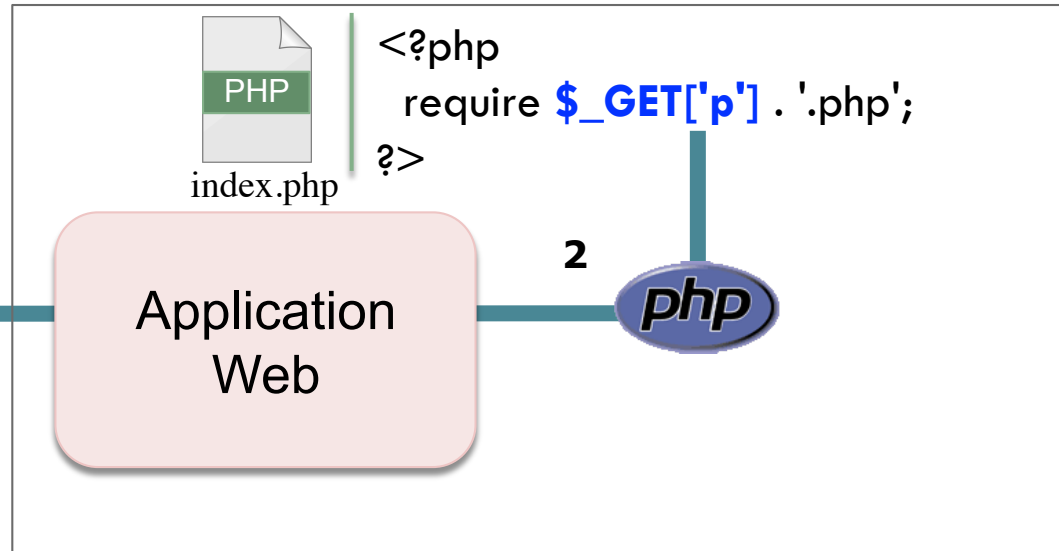 <?php
require $_GET['p'] . '.php';
?>
PHP
index.php
2
php
Application
Web